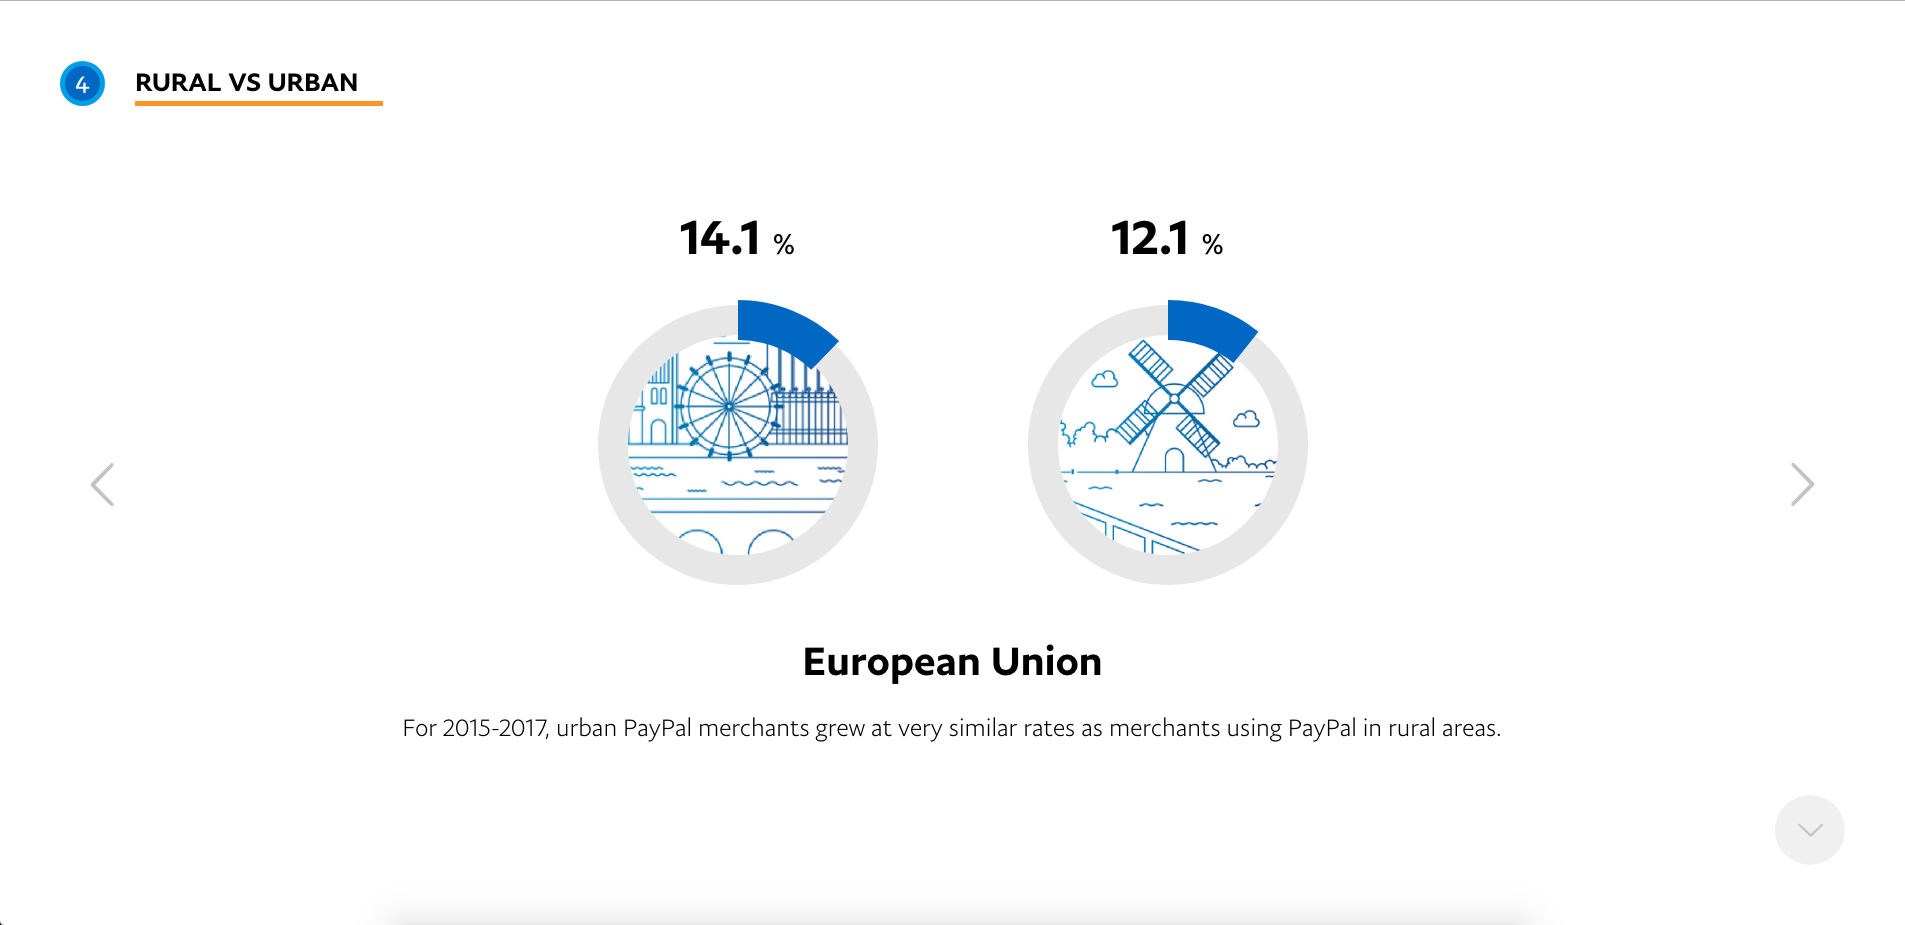 4
RURAL VS URBAN
14.1 %
12.1 %
European Union
For 2015-2017, urban PayPal merchants grew at very similar rates as merchants using PayPal in rural areas.